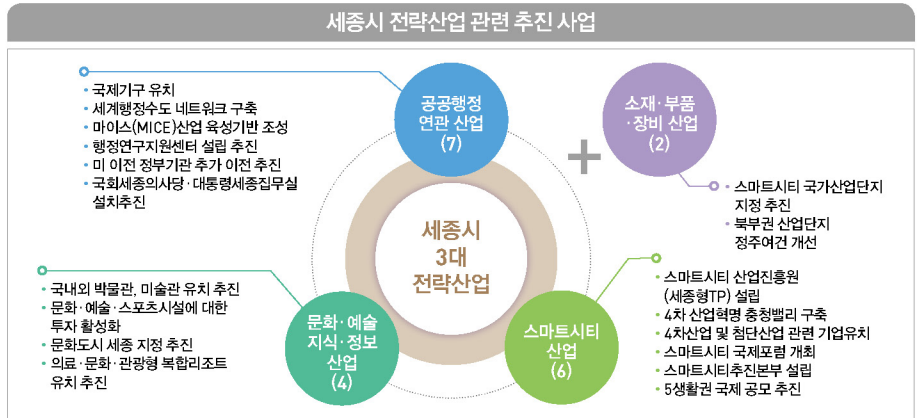 세종시 전략산업 관련 추진 사업
• 국제기구 유치
• 세계행정수도 네트워크 구축
• 마이스(MICE)산업 육성기반 조성
• 행정연구지원센터 설립 추진
• 미 이전 정부기관 추가 이전 추진
• 국회세종의사당·대통령세종집무실
설치추진
공공행정
연관 산업
(7)
소재·부품
·장비 산업
(2)
• 스마트시티 국가산업단지
지정 추진
• 북부권 산업단지
정주여건 개선
세종시
3대
전략산업
• 국내외 박물관, 미술관 유치 추진
• 문화·예술·스포츠시설에 대한
투자 활성화
• 문화도시 세종 지정 추진
• 의료·문화·관광형 복합리조트
유치 추진
문화·예술
지식·정보
산업
(4)
스마트시티
산업
(6)
• 스마트시티 산업진흥원
(세종형TP) 설립
• 4차 산업혁명 충청밸리 구축
• 4차산업 및 첨단산업 관련 기업유치
• 스마트시티 국제포럼 개최
• 스마트시티추진본부 설립
• 5생활권 국제 공모 추진